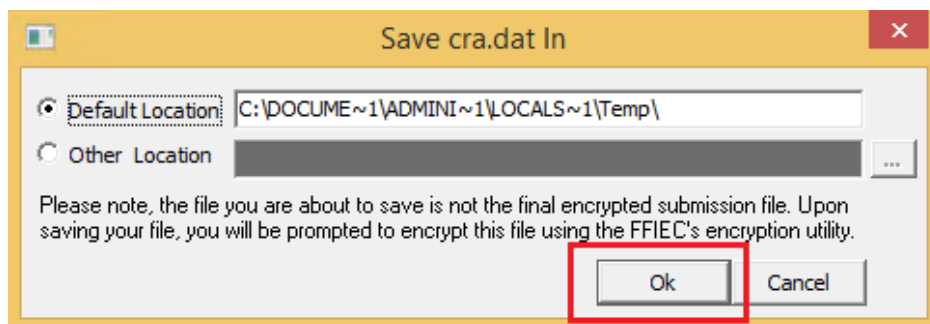 Save cra.dat In
Default Location C:\DOCUME~1\ADMINI~1\LOCALS~1\Temp\
Other Location ...
Please note, the file you are about to save is not the final encrypted submission file. Upon
saving your file, you will be prompted to encrypt this file using the FFIEC's encryption utility.
Ok Cancel